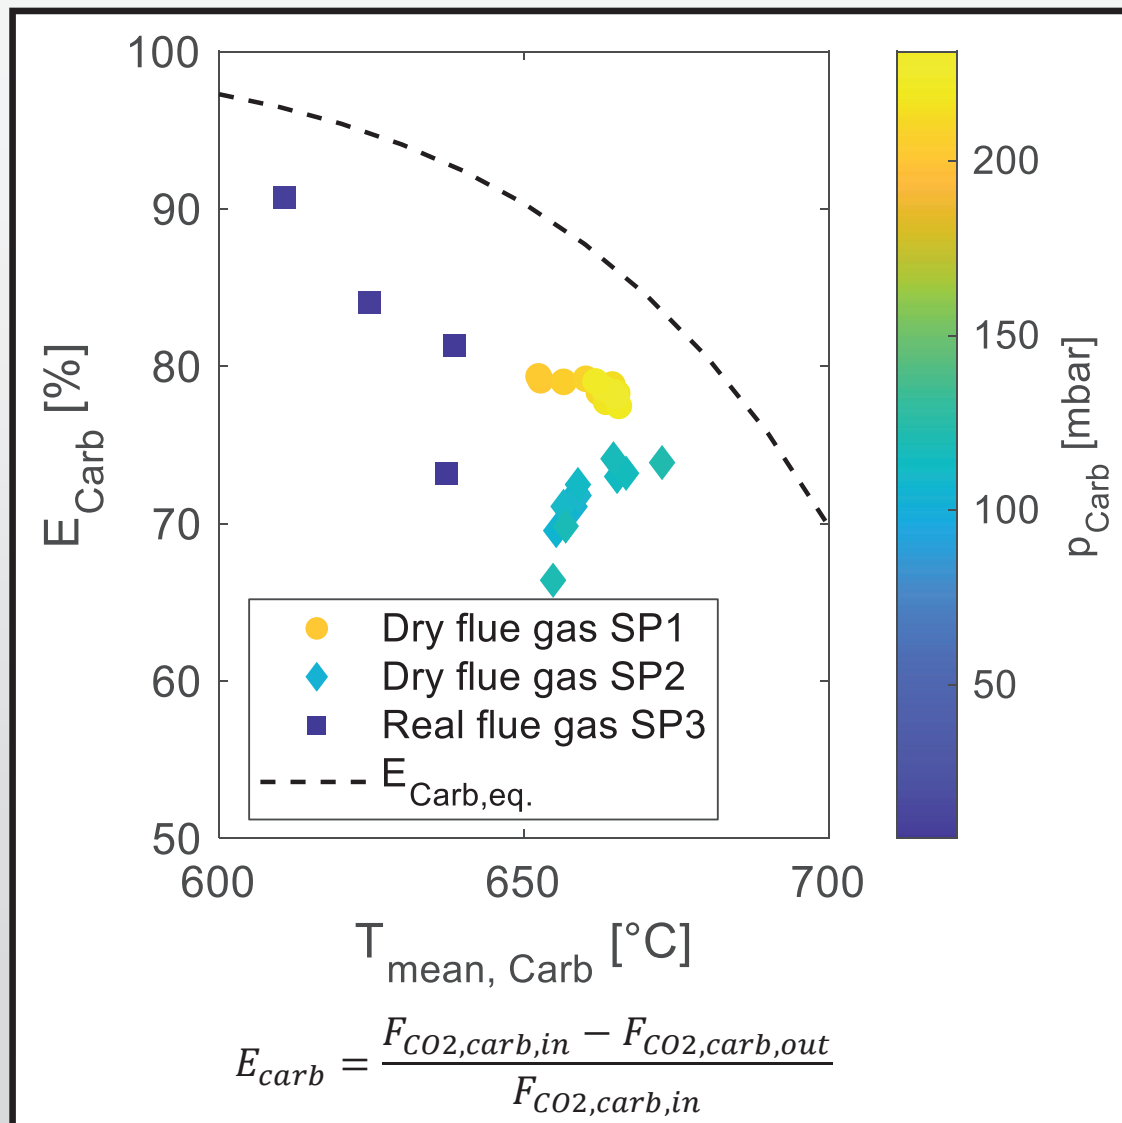 100
90
80
70
60
50
E_Carb [%]
600
650
700
T_mean, Carb [°C]
Dry flue gas SP1
Dry flue gas SP2
Real flue gas SP3
E_Carb,eq.
200
150
100
50
p_Carb [mbar]
E_carb = (F_CO2,carb,in − F_CO2,carb,out) / F_CO2,carb,in